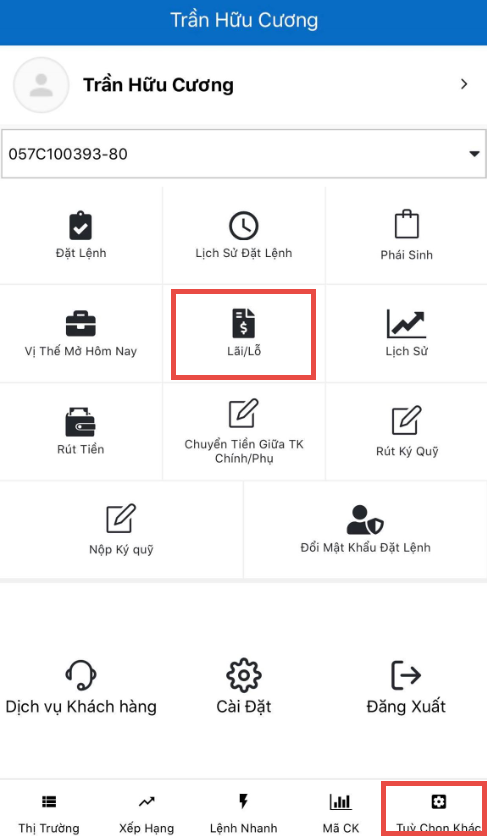 Trần Hữu Cương
Trần Hữu Cương
057C100393-80
Đặt Lệnh
Lịch Sử Đặt Lệnh
Phái Sinh
Vị Thế Mở Hôm Nay
Lãi/Lỗ
Lịch Sử
Rút Tiền
Chuyển Tiền Giữa TK
Chính/Phụ
Rút Ký Quỹ
Nộp Ký quỹ
Đổi Mật Khẩu Đặt Lệnh
Dịch vụ Khách hàng
Cài Đặt
Đăng Xuất
Thị Trường
Xếp Hạng
Lệnh Nhanh
Mã CK
Tuỳ Chọn Khác